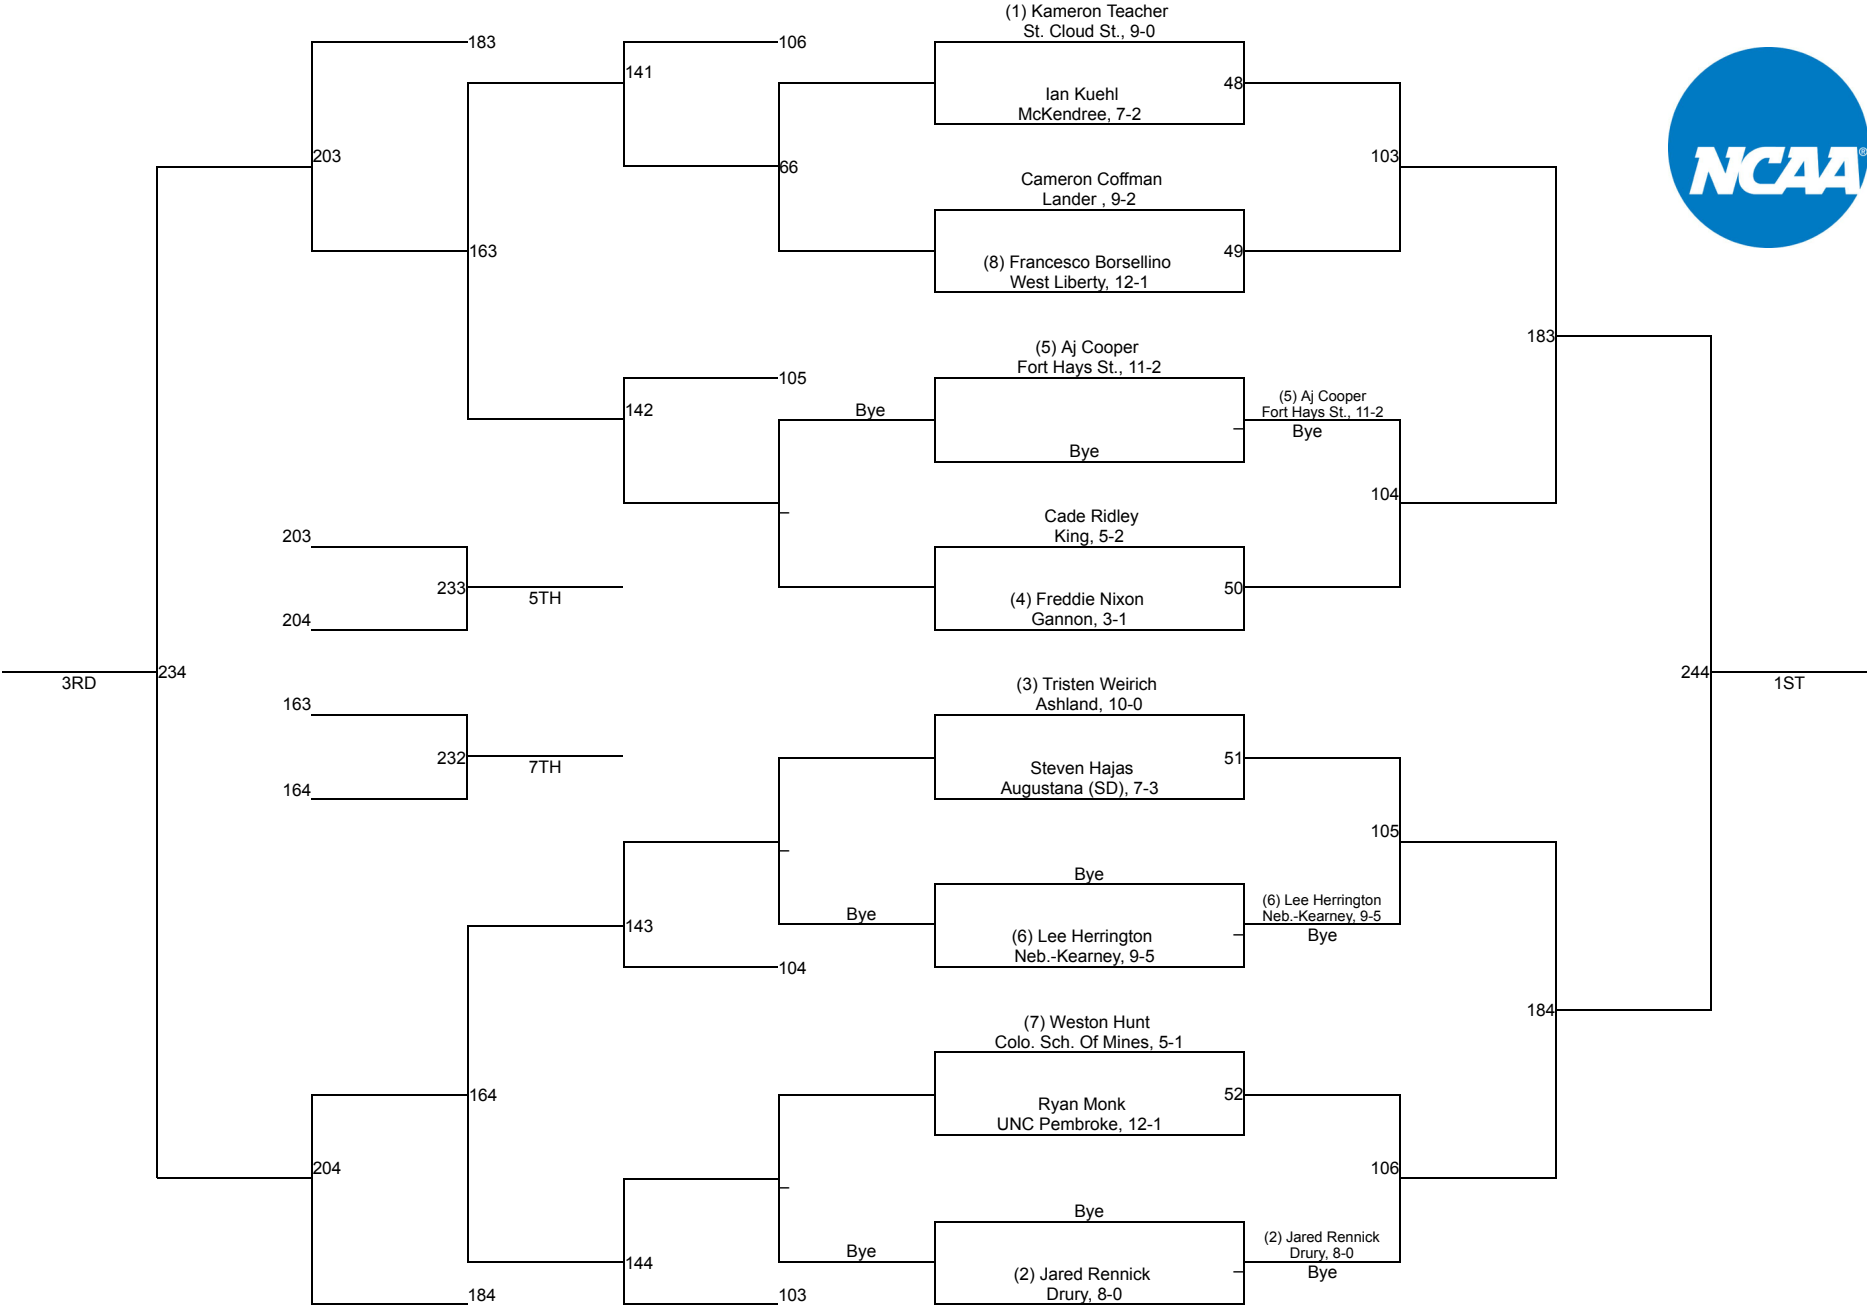 (1) Kameron Teacher
St. Cloud St., 9-0
183
106
141
48
Ian Kuehl
McKendree, 7-2
NCAA®
203
66
103
Cameron Coffman
Lander , 9-2
163
49
(8) Francesco Borsellino
West Liberty, 12-1
183
(5) Aj Cooper
Fort Hays St., 11-2
105
142
Bye
(5) Aj Cooper
Fort Hays St., 11-2
Bye
Bye
104
Cade Ridley
King, 5-2
203
233
5TH
50
(4) Freddie Nixon
Gannon, 3-1
204
3RD
234
244
1ST
(3) Tristen Weirich
Ashland, 10-0
163
232
7TH
51
Steven Hajas
Augustana (SD), 7-3
164
105
Bye
Bye
(6) Lee Herrington
Neb.-Kearney, 9-5
Bye
143
(6) Lee Herrington
Neb.-Kearney, 9-5
104
184
(7) Weston Hunt
Colo. Sch. Of Mines, 5-1
164
52
Ryan Monk
UNC Pembroke, 12-1
204
106
Bye
Bye
(2) Jared Rennick
Drury, 8-0
Bye
144
(2) Jared Rennick
Drury, 8-0
184
103